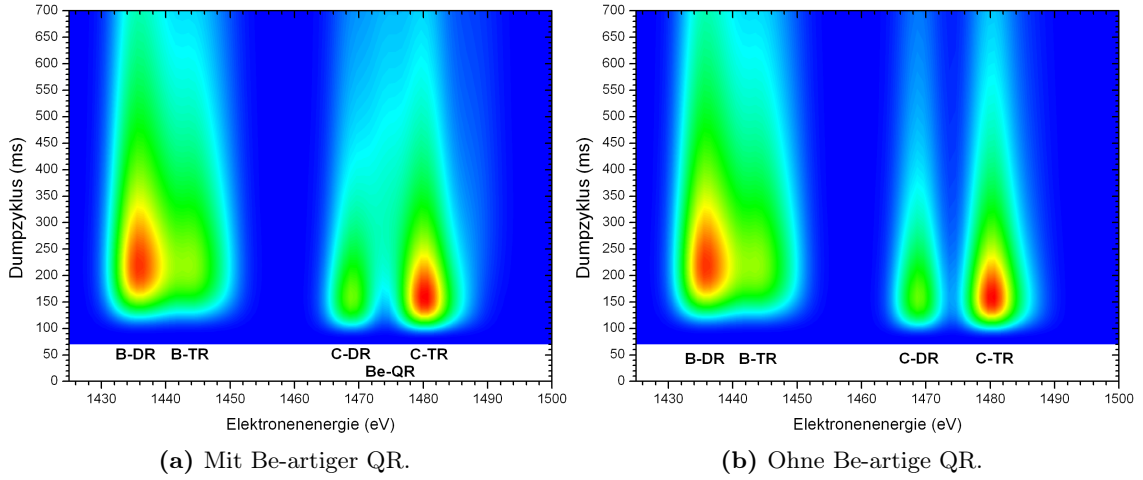 700
650
600
550
500
450
400
350
300
250
200
150
100
50
0
Dumpzyklus (ms)
B-DR B-TR C-DR C-TR
Be-QR
1430 1440 1450 1460 1470 1480 1490 1500
Elektronenenergie (eV)
(a) Mit Be-artiger QR.
700
650
600
550
500
450
400
350
300
250
200
150
100
50
0
Dumpzyklus (ms)
B-DR B-TR C-DR C-TR
1430 1440 1450 1460 1470 1480 1490 1500
Elektronenenergie (eV)
(b) Ohne Be-artige QR.